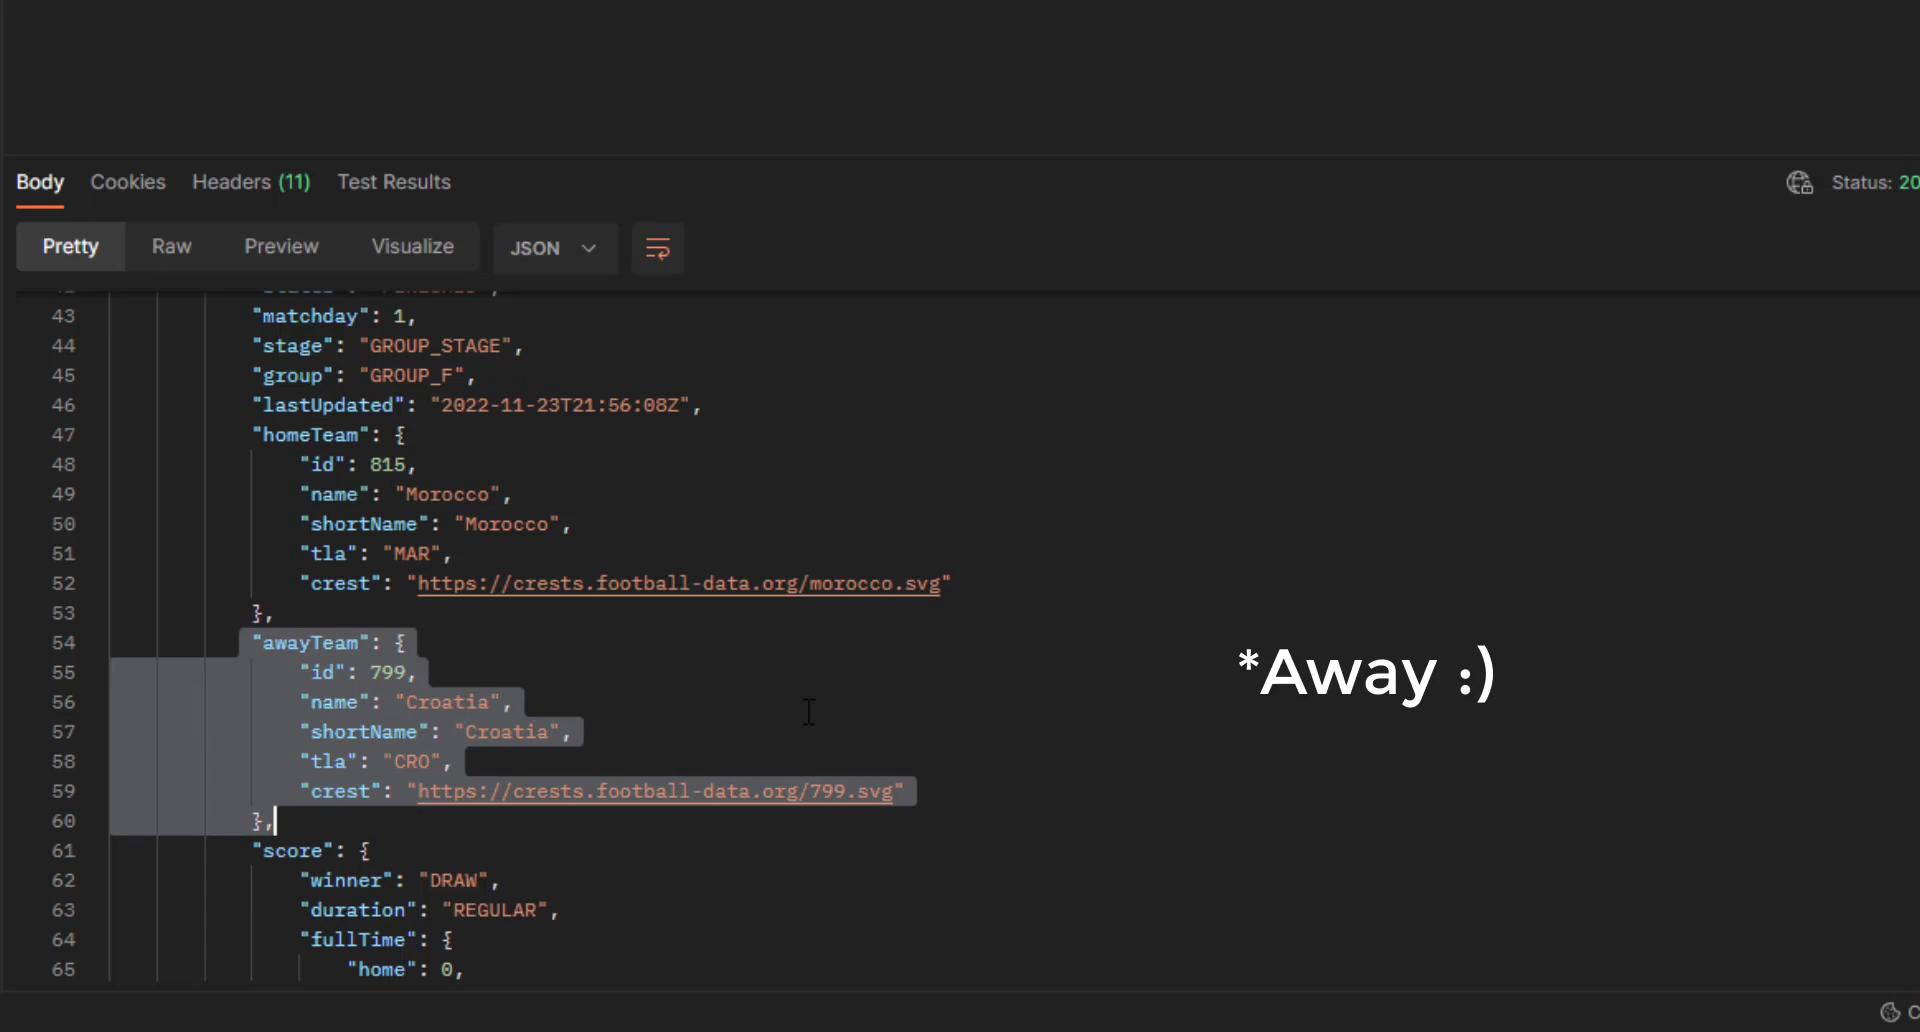 Body Cookies Headers (11) Test Results Status: 20
Pretty Raw Preview Visualize JSON
43 "matchday": 1,
44 "stage": "GROUP_STAGE",
45 "group": "GROUP_F",
46 "lastUpdated": "2022-11-23T21:56:08Z",
47 "homeTeam": {
48 "id": 815,
49 "name": "Morocco",
50 "shortName": "Morocco",
51 "tla": "MAR",
52 "crest": "https://crests.football-data.org/morocco.svg"
53 },
54 "awayTeam": {
55 "id": 799,
56 "name": "Croatia",
57 "shortName": "Croatia",
58 "tla": "CRO",
59 "crest": "https://crests.football-data.org/799.svg"
60 },
61 "score": {
62 "winner": "DRAW",
63 "duration": "REGULAR",
64 "fullTime": {
65 "home": 0,
*Away :)